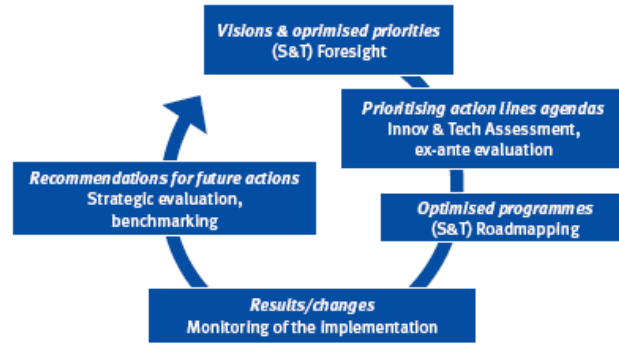 Visions & oprimised priorities
(S&T) Foresight
Prioritising action lines agendas
Innov & Tech Assessment,
ex-ante evaluation
Recommendations for future actions
Strategic evaluation,
benchmarking
Optimised programmes
(S&T) Roadmapping
Results/changes
Monitoring of the implementation